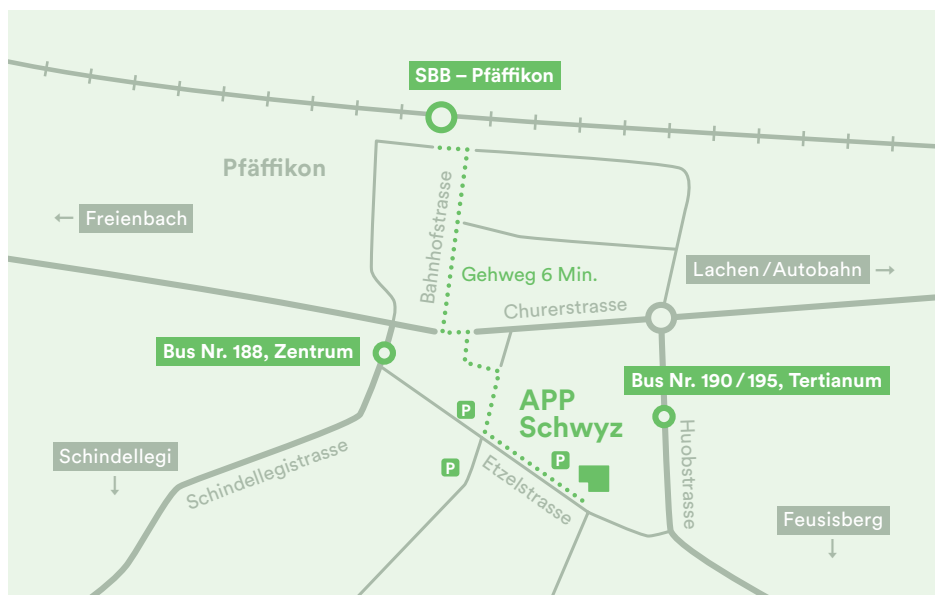 SBB – Pfäffikon
Pfäffikon
← Freienbach
Bahnhofstrasse
Gehweg 6 Min.
Lachen/Autobahn →
Churerstrasse
Bus Nr. 188, Zentrum
Bus Nr. 190/195, Tertianum
P
APP
Schwyz
Schindellegi
↓
Schindellegistrasse
P
P
Etzelstrasse
Huobstrasse
Feusisberg
↓